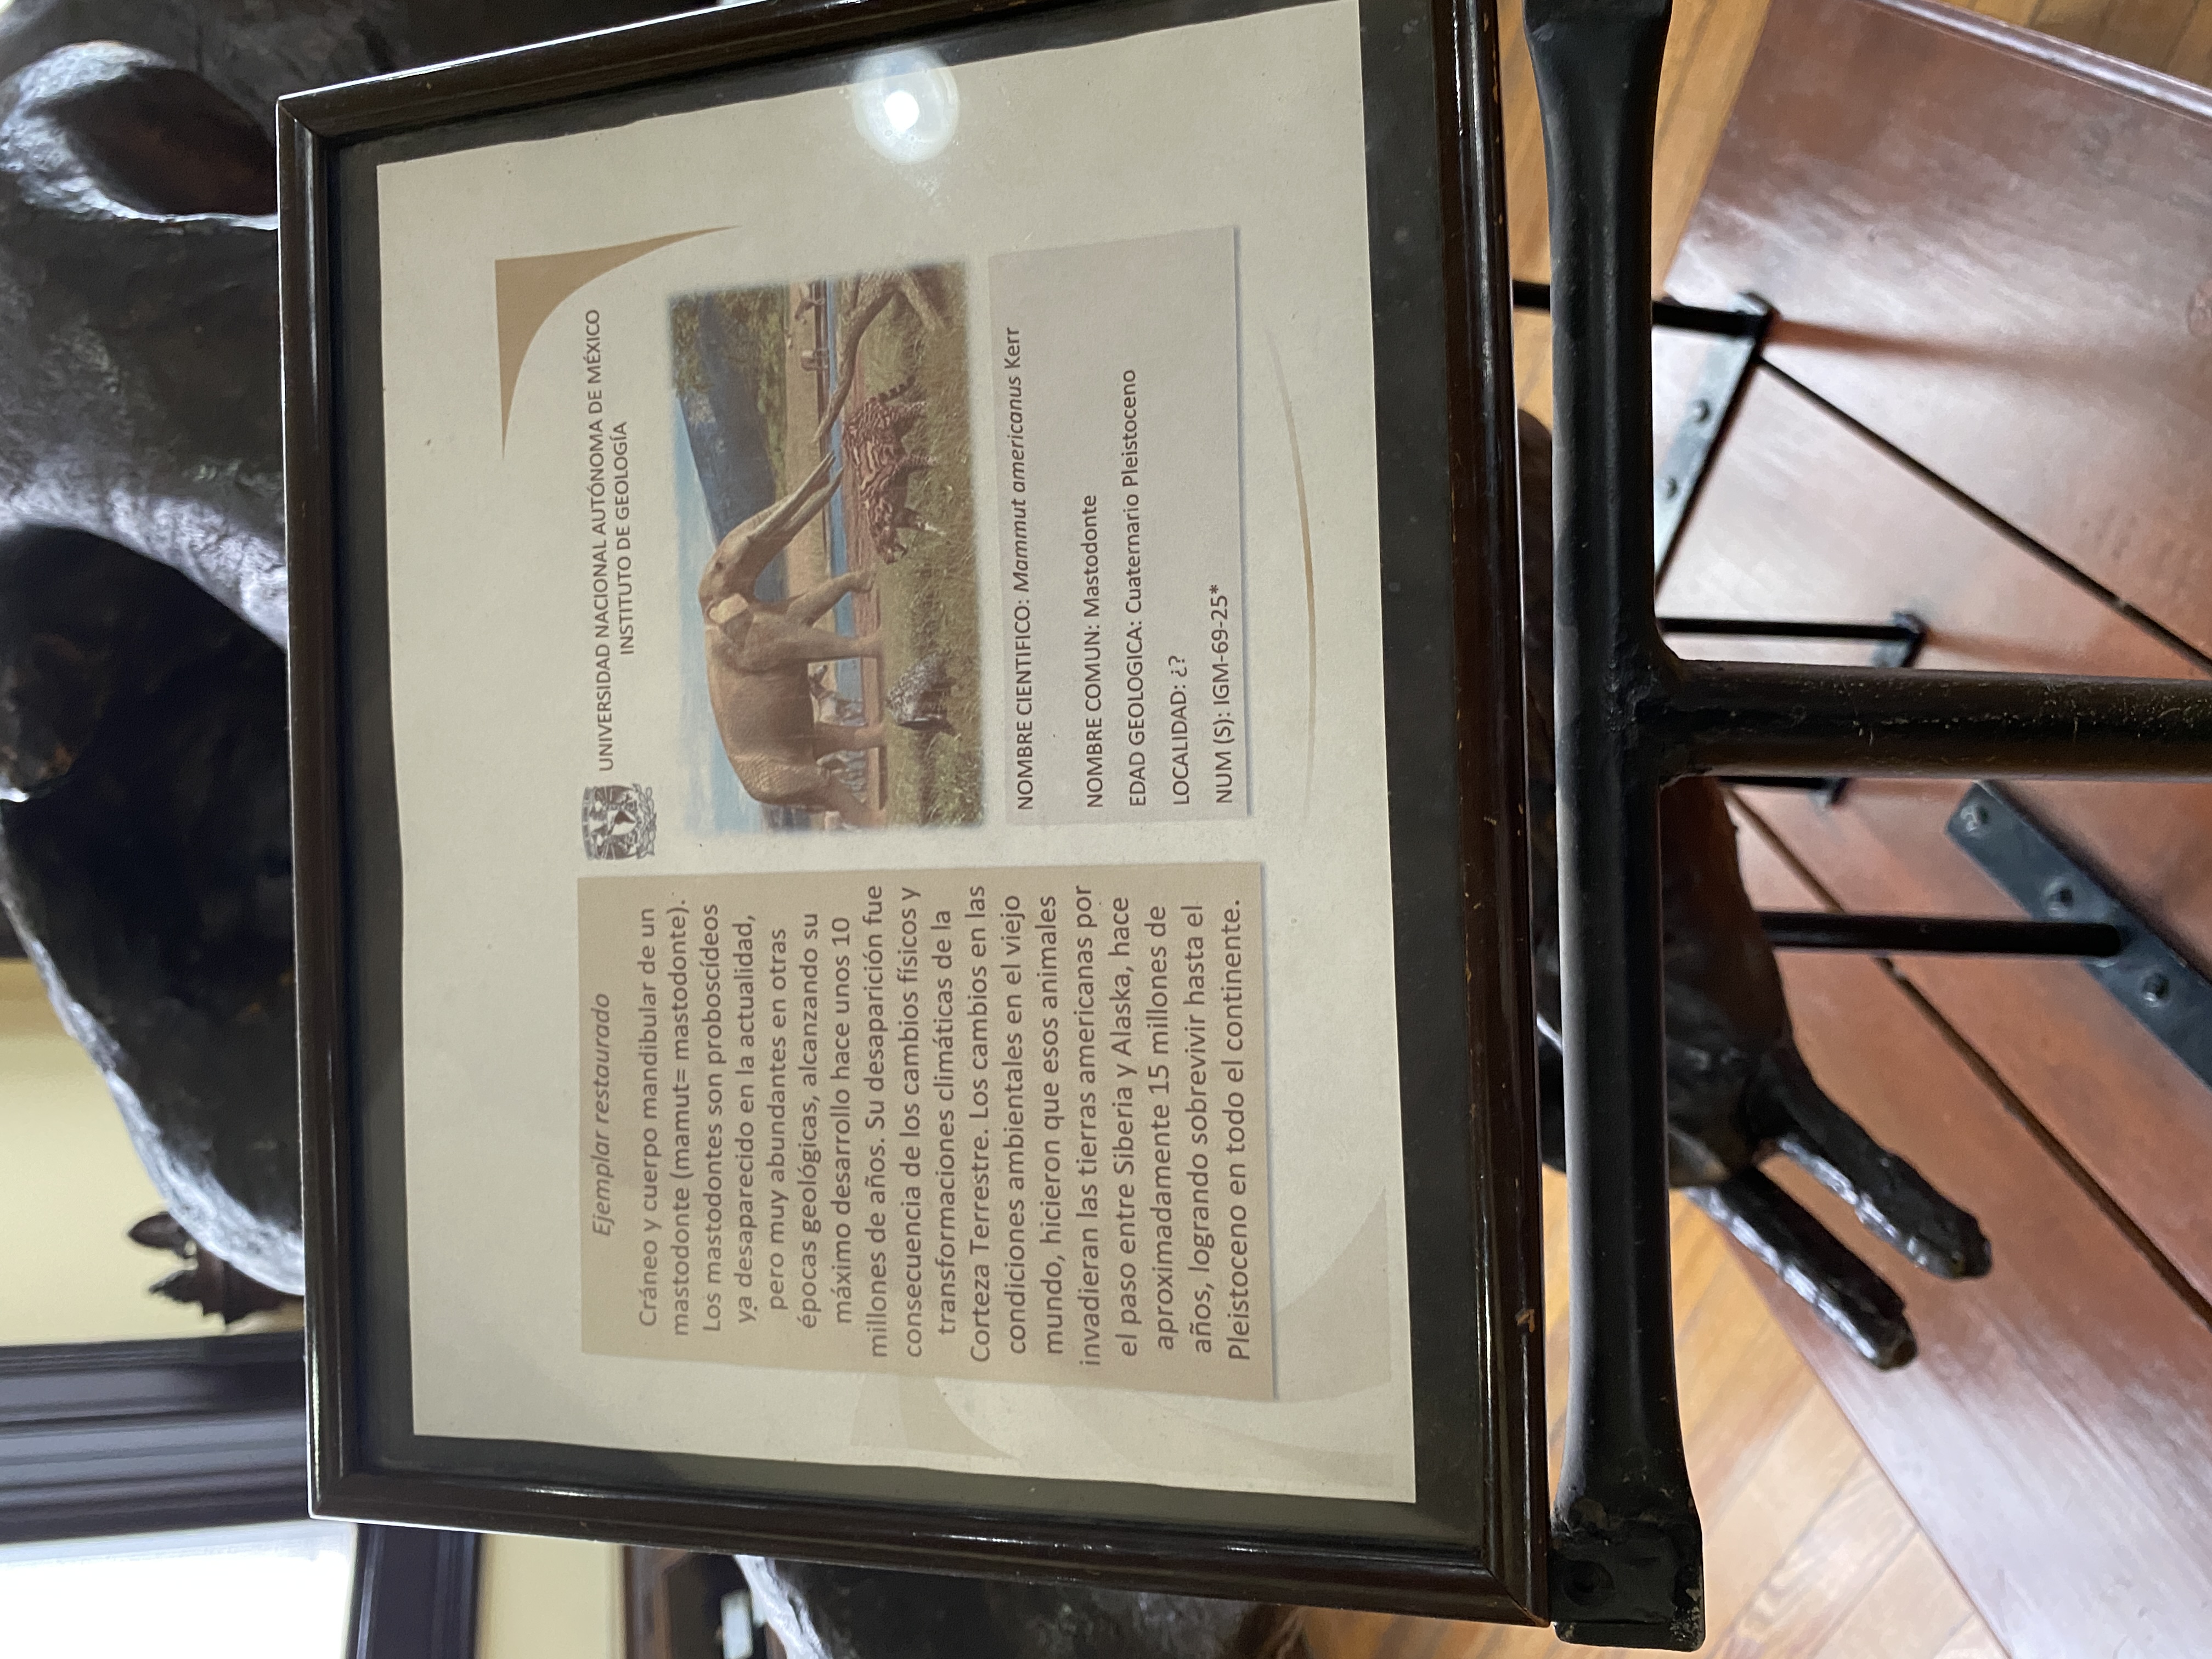 Ejemplar restaurado
Cráneo y cuerpo mandibular de un
mastodonte (mamut= mastodonte).
Los mastodontes son proboscídeos
ya desaparecido en la actualidad,
pero muy abundantes en otras
épocas geológicas, alcanzando su
máximo desarrollo hace unos 10
millones de años. Su desaparición fue
consecuencia de los cambios físicos y
transformaciones climáticas de la
Corteza Terrestre. Los cambios en las
condiciones ambientales en el viejo
mundo, hicieron que esos animales
invadieran las tierras americanas por
el paso entre Siberia y Alaska, hace
aproximadamente 15 millones de
años, logrando sobrevivir hasta el
Pleistoceno en todo el continente.
UNIVERSIDAD NACIONAL AUTÓNOMA DE MÉXICO
INSTITUTO DE GEOLOGÍA
NOMBRE CIENTIFICO: Mammut americanus Kerr
NOMBRE COMUN: Mastodonte
EDAD GEOLOGICA: Cuaternario Pleistoceno
LOCALIDAD: ¿?
NUM (S): IGM-69-25*